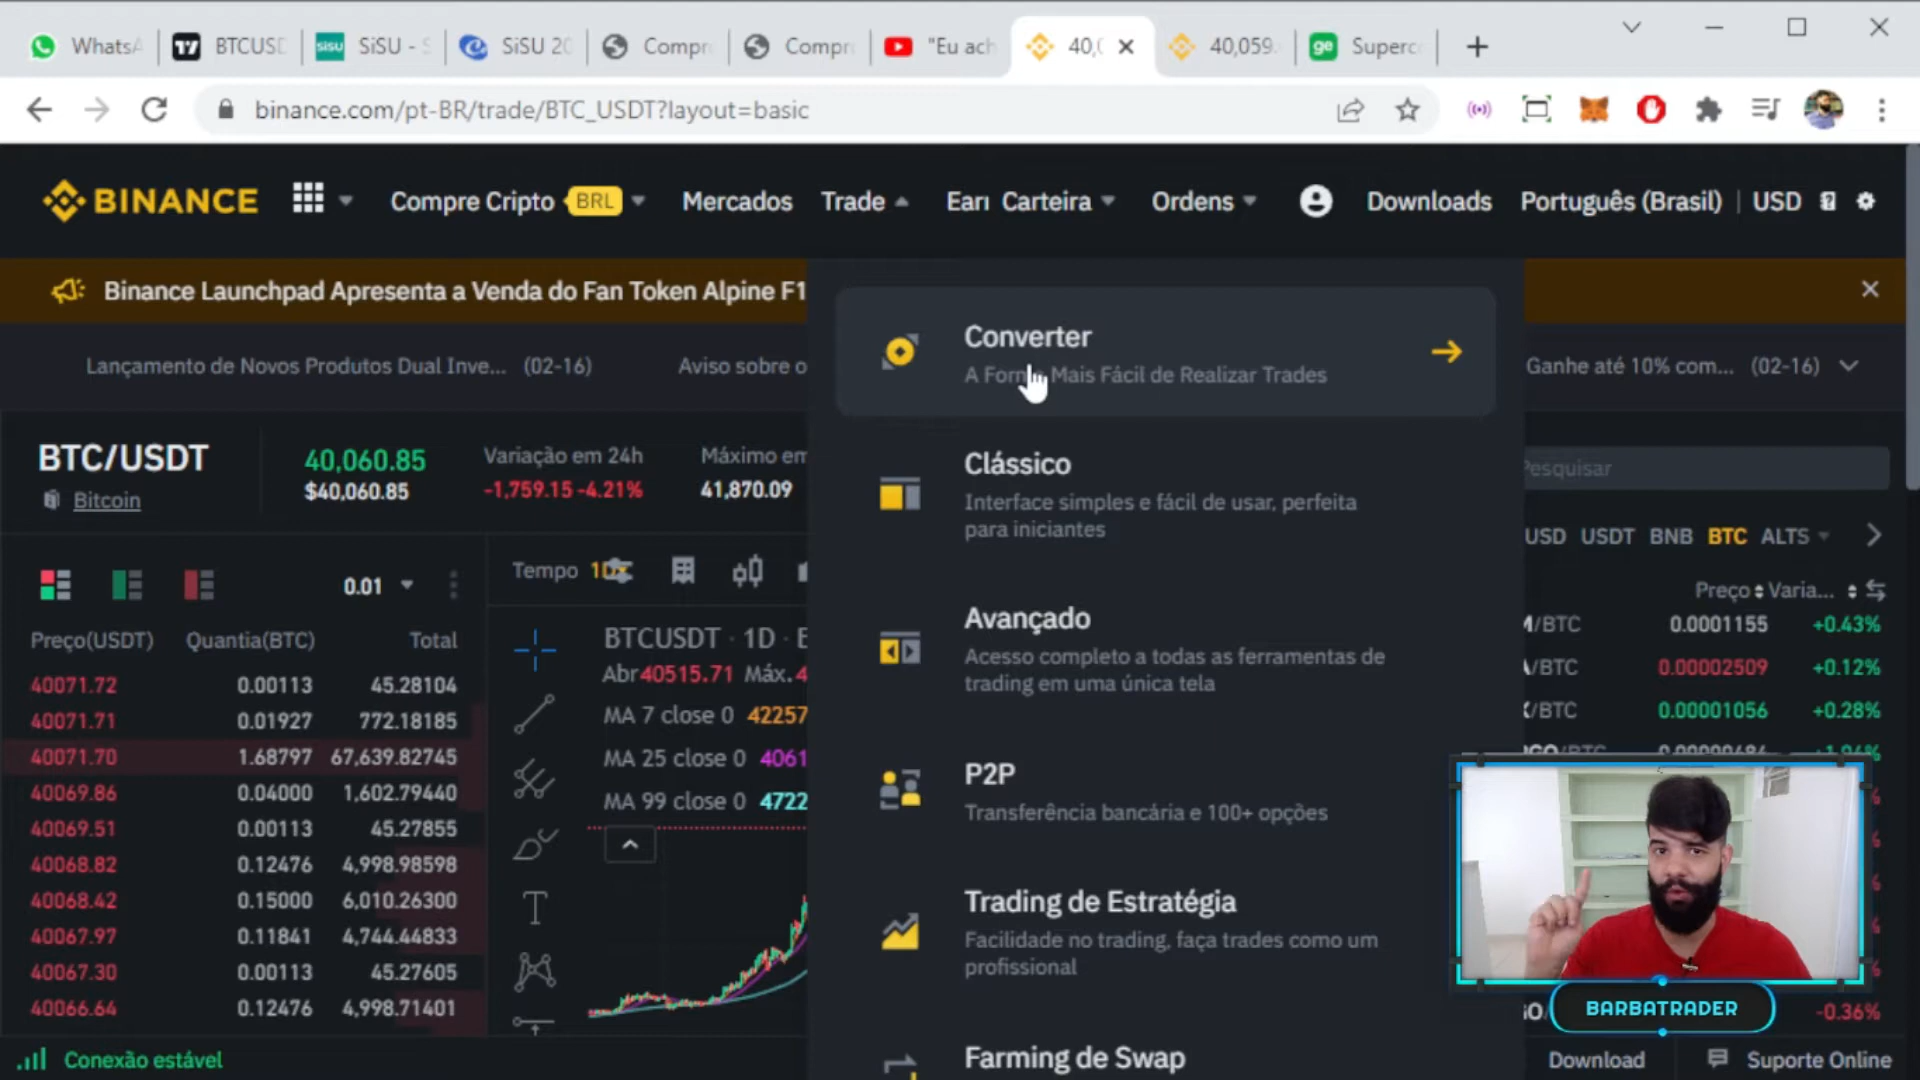 WhatsA
BTCUSD
SiSU - S
SiSU 20
Compr
Compr
"Eu ach
40,0
40,059.
Superc
binance.com/pt-BR/trade/BTC_USDT?layout=basic
BINANCE
Compre Cripto BRL
Mercados
Trade
Earn
Carteira
Ordens
Downloads
Português (Brasil)
USD
Binance Launchpad Apresenta a Venda do Fan Token Alpine F1
Lançamento de Novos Produtos Dual Inve... (02-16)
Aviso sobre o
Ganhe até 10% com... (02-16)
Converter
Mais Fácil de Realizar Trades
Clássico
Interface simples e fácil de usar, perfeita
para iniciantes
Avançado
Acesso completo a todas as ferramentas de
trading em uma única tela
P2P
Transferência bancária e 100+ opções
Trading de Estratégia
Facilidade no trading, faça trades como um
profissional
Farming de Swap
BTC/USDT
Bitcoin
40,060.85
$40,060.85
Variação em 24h
-1,759.15 -4.21%
Máximo em
41,870.09
0.01
Preço(USDT) Quantia(BTC) Total
40071.72 0.00113 45.28104
40071.71 0.01927 772.18185
40071.70 1.68797 67,639.82745
40069.86 0.04000 1,602.79440
40069.51 0.00113 45.27855
40068.82 0.12476 4,998.98598
40068.42 0.15000 6,010.26300
40067.97 0.11841 4,744.44833
40067.30 0.00113 45.27605
40066.64 0.12476 4,998.71401
Tempo 1D
BTCUSDT · 1D · B
Abr40515.71 Máx.4
MA 7 close 0 42257
MA 25 close 0 4061
MA 99 close 0 4722
Pesquisar
USD USDT BNB BTC ALTS
Preço Varia...
M/BTC 0.0001155 +0.43%
A/BTC 0.00002509 +0.12%
X/BTC 0.00001056 +0.28%
-0.36%
BARBATRADER
Conexão estável
Download
Suporte Online